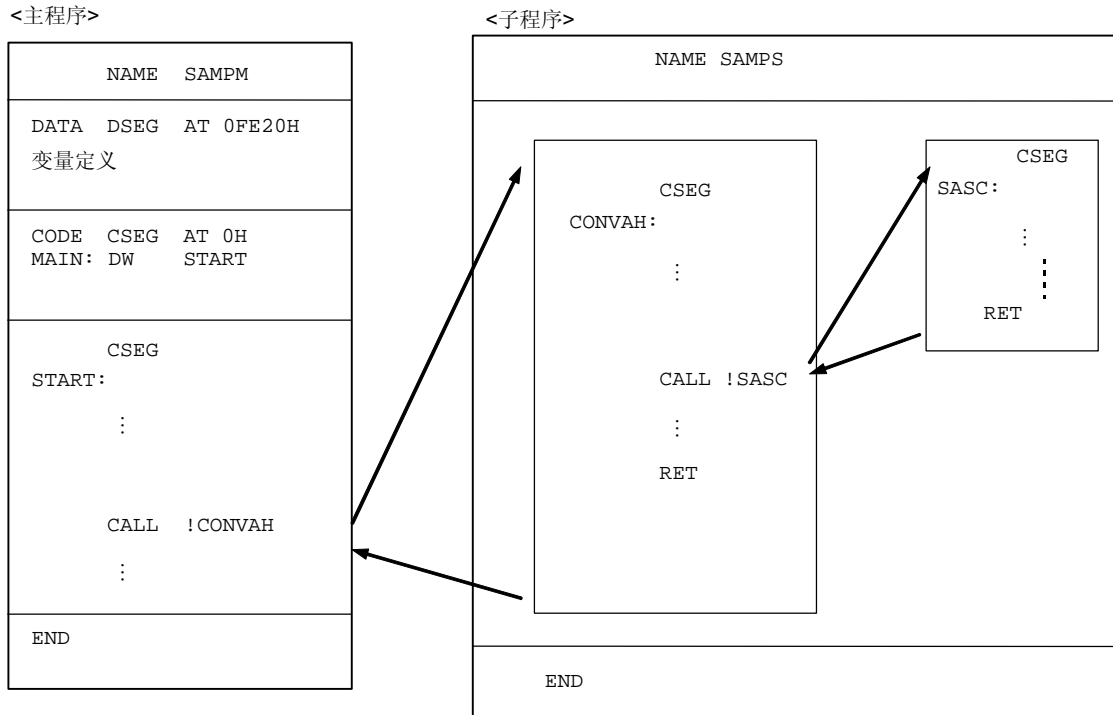 <主程序>
NAME SAMPM
DATA DSEG AT 0FE20H
变量定义
CODE CSEG AT 0H
MAIN: DW START
CSEG
START:
⋮
CALL !CONVAH
⋮
END
<子程序>
NAME SAMPS
CSEG
CONVAH:
⋮
CALL !SASC
⋮
RET
CSEG
SASC:
⋮
RET
END